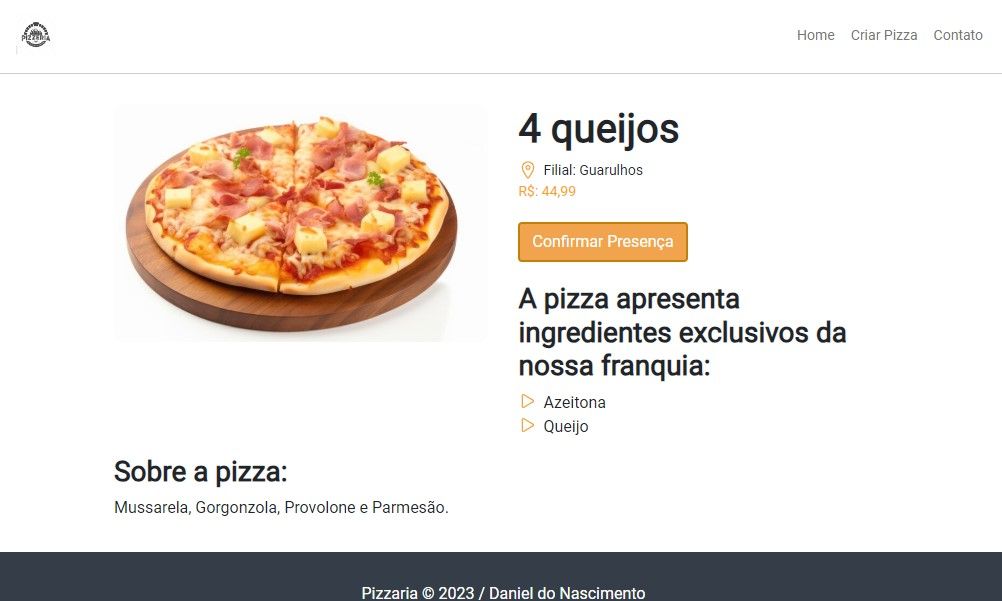 PIZZERIA
Home Criar Pizza Contato
4 queijos
Filial: Guarulhos
R$: 44,99
Confirmar Presença
A pizza apresenta
ingredientes exclusivos da
nossa franquia:
Azeitona
Queijo
Sobre a pizza:
Mussarela, Gorgonzola, Provolone e Parmesão.
Pizzaria © 2023 / Daniel do Nascimento